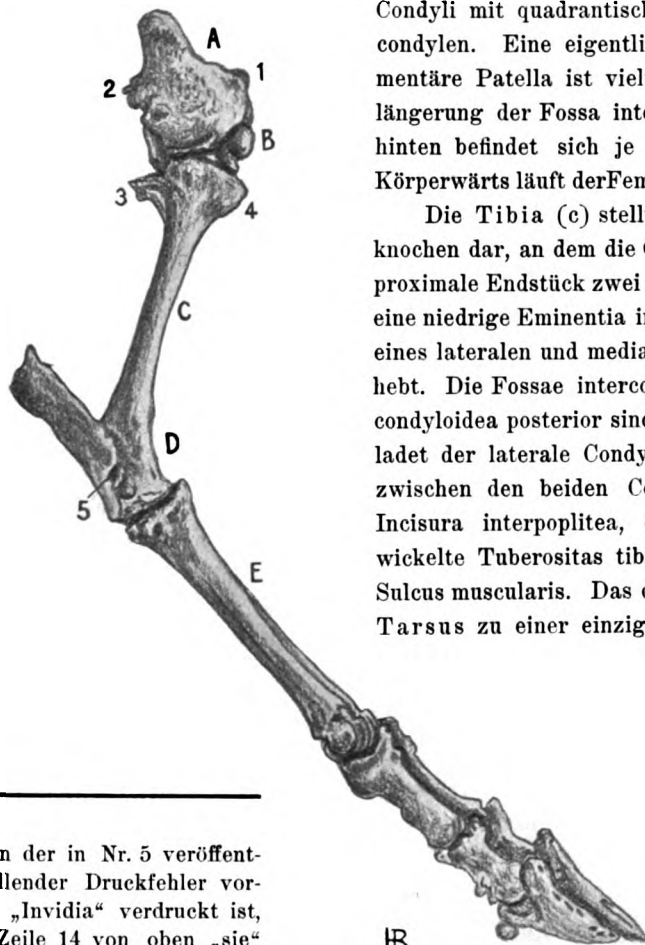 Condyli mit quadrantisch
condylen. Eine eigentli
mentäre Patella ist viel
längerung der Fossa inte
hinten befindet sich je
Körperwärts läuft derFem
Die Tibia (c) stell
knochen dar, an dem die
proximale Endstück zwei
eine niedrige Eminentia i
eines lateralen und media
hebt. Die Fossae interco
condyloidea posterior sin
ladet der laterale Condy
zwischen den beiden C
Incisura interpoplitea,
wickelte Tuberositas tib
Sulcus muscularis. Das
Tarsus zu einer einzig
A
1
2
B
3
4
C
D
5
E
n der in Nr. 5 veröffent-
llender Druckfehler vor-
„Invidia“ verdruckt ist,
Zeile 14 von oben „sie“